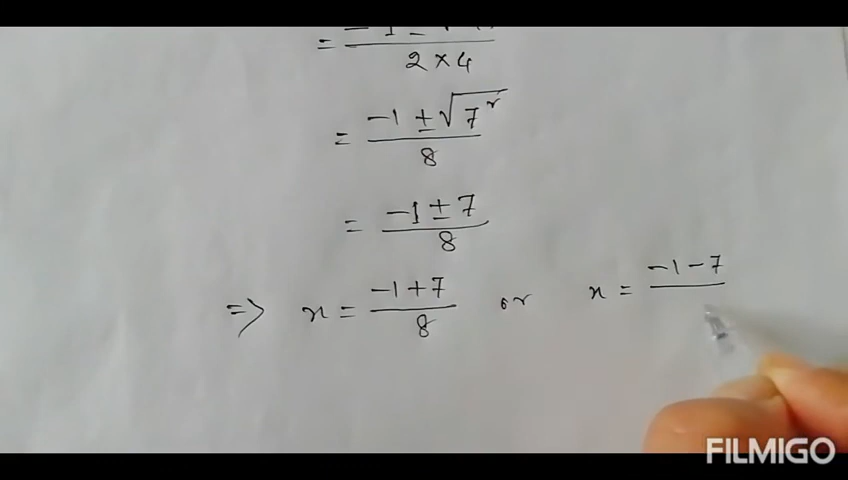 2 × 4
= -1 ± √7²
8
= -1 ± 7
8
=> x = -1 + 7 or x = -1 - 7
8
FILMIGO